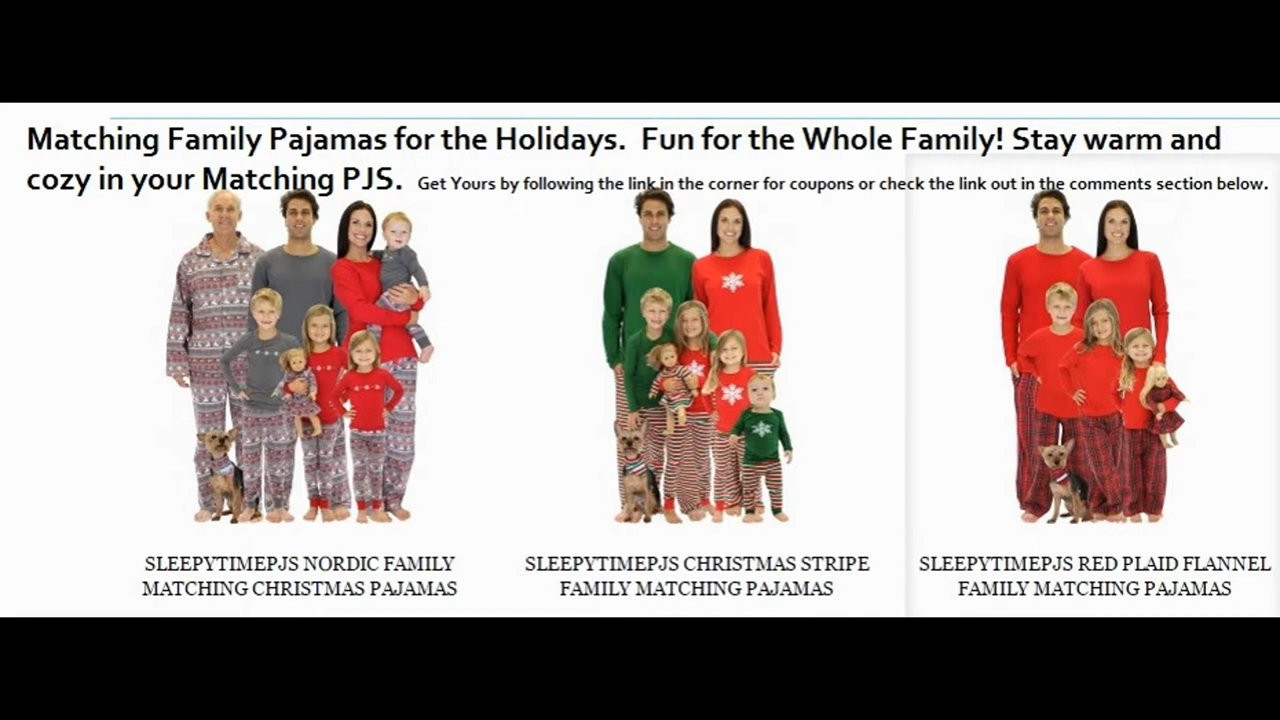 Matching Family Pajamas for the Holidays.  Fun for the Whole Family! Stay warm and
cozy in your Matching PJS.  Get Yours by following the link in the corner for coupons or check the link out in the comments section below.
SLEEPYTIMEPJS NORDIC FAMILY
MATCHING CHRISTMAS PAJAMAS
SLEEPYTIMEPJS CHRISTMAS STRIPE
FAMILY MATCHING PAJAMAS
SLEEPYTIMEPJS RED PLAID FLANNEL
FAMILY MATCHING PAJAMAS